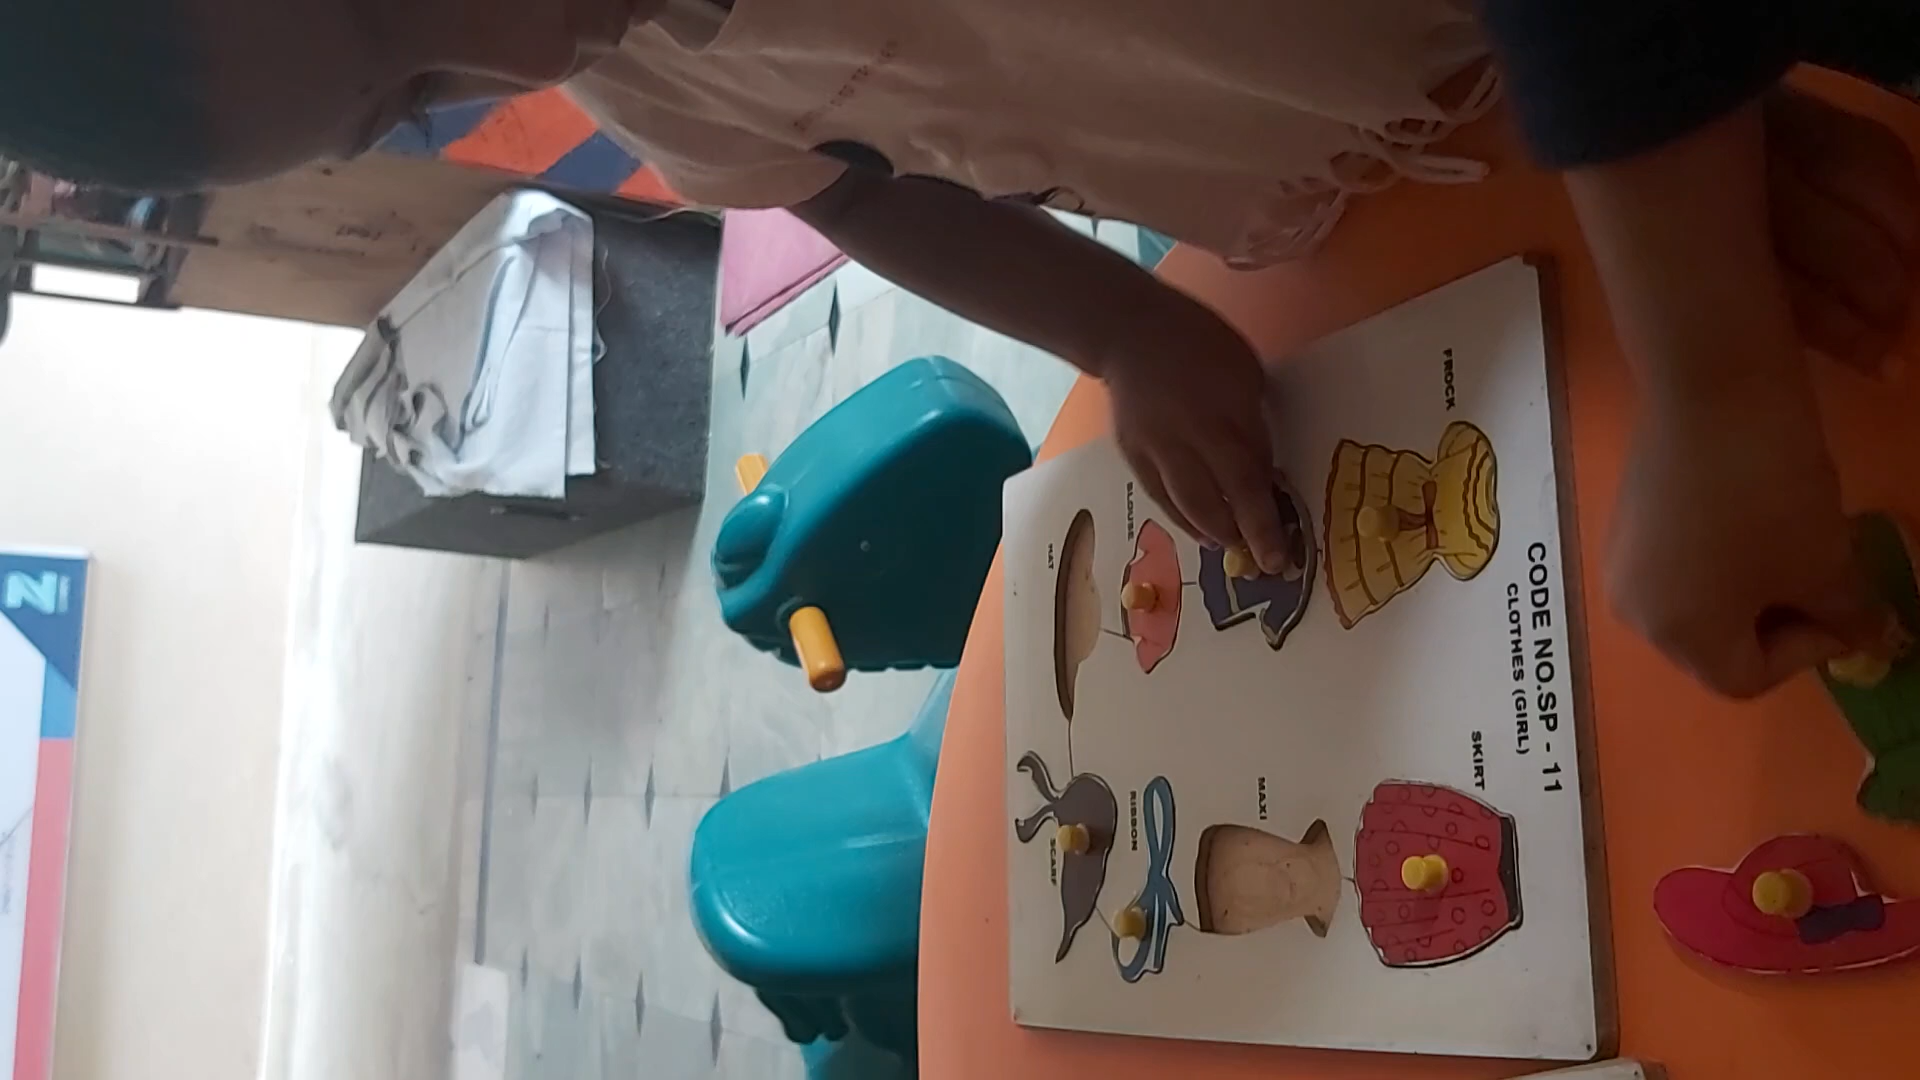 CODE NO.SP - 11
CLOTHES (GIRL)
FROCK
SKIRT
MAXI
BLOUSE
RIBBON
HAT
SCARF
N